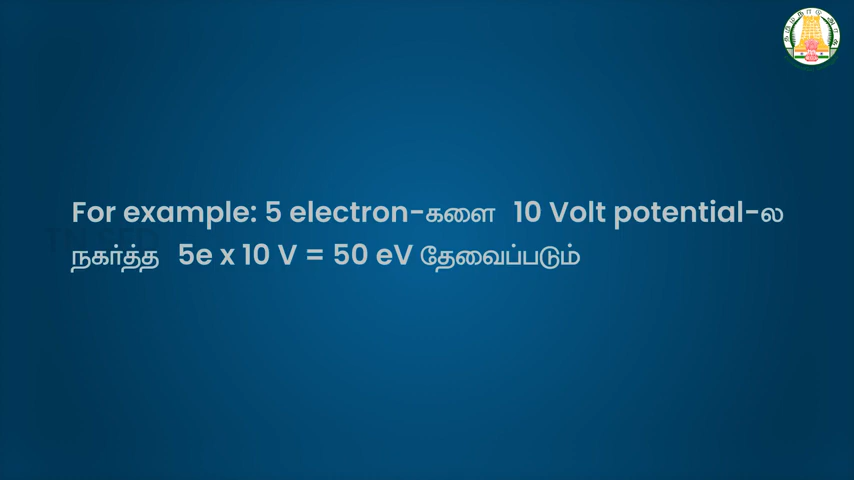 For example: 5 electron-களை 10 Volt potential-ல
நகர்த்த 5e x 10 V = 50 eV தேவைப்படும்